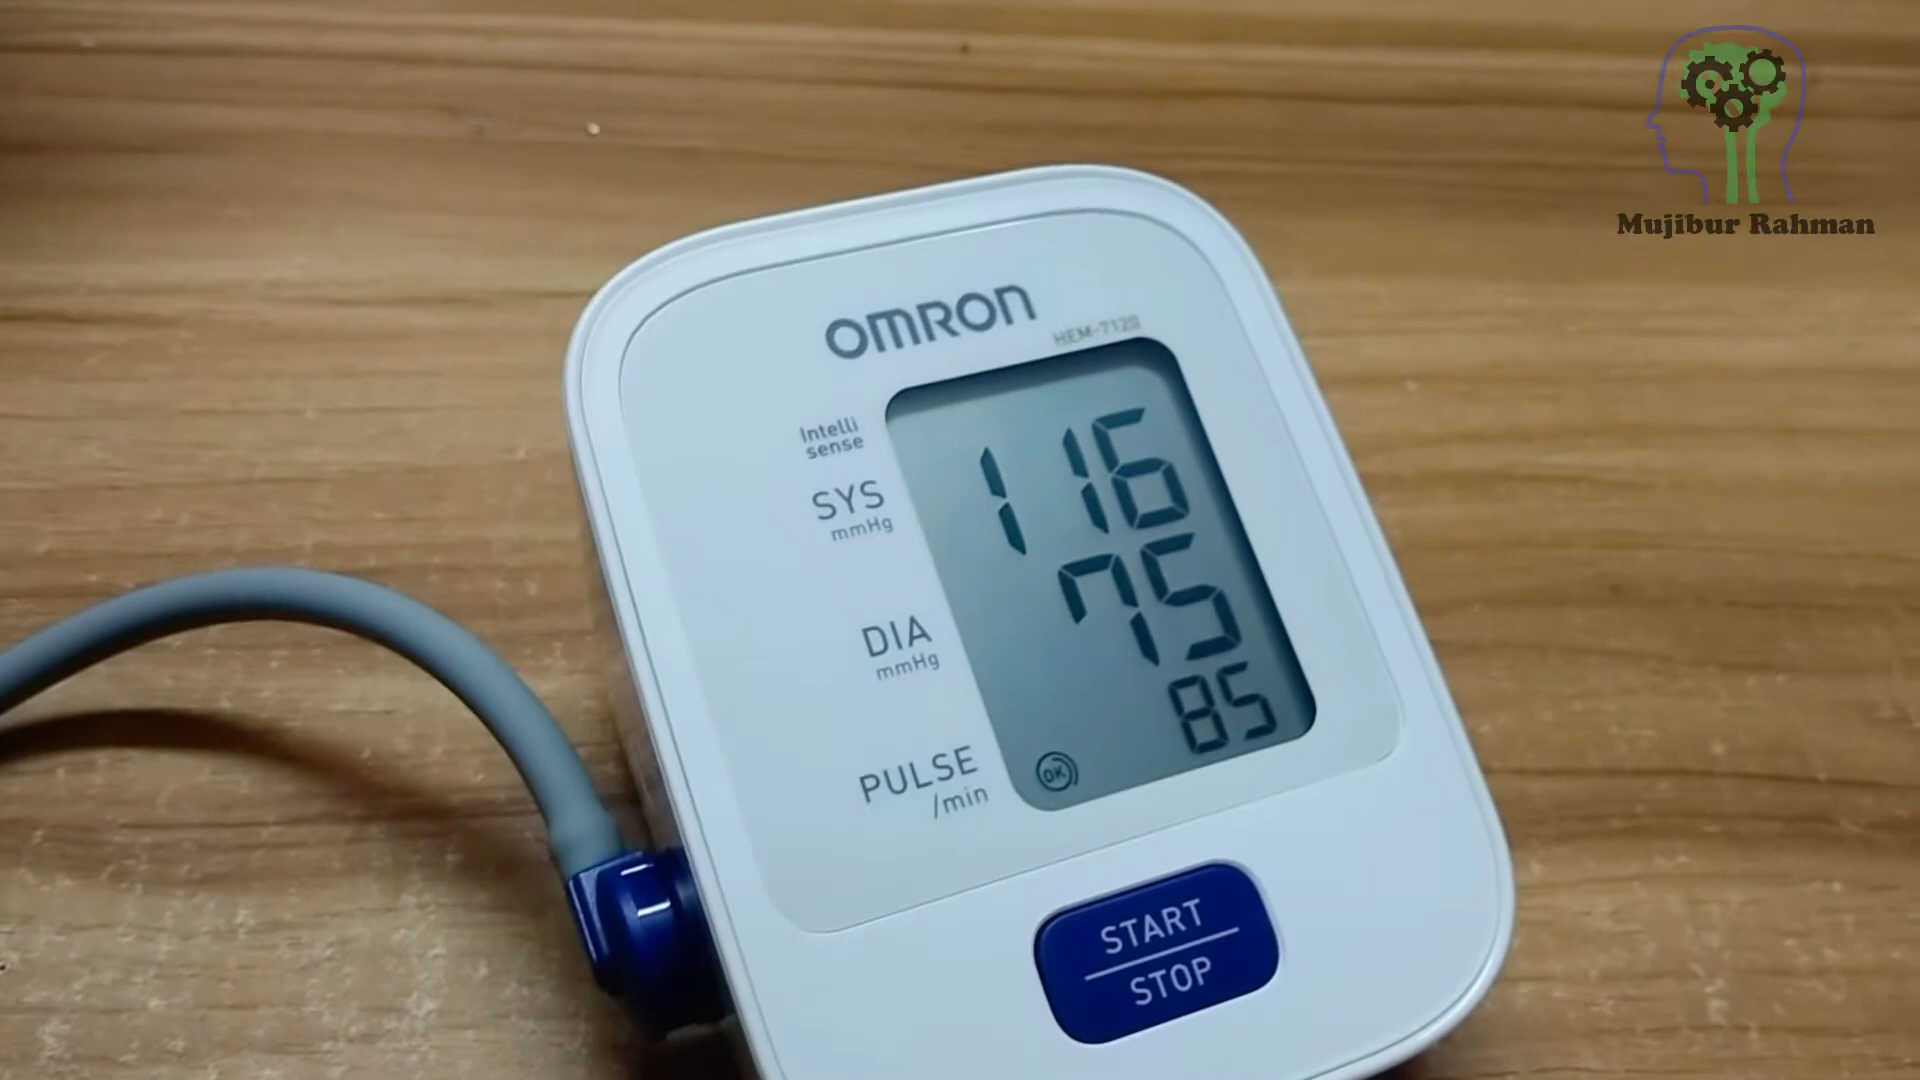 Mujibur Rahman
OMRON
HEM-7120
Intelli
sense
116
SYS
mmHg
75
DIA
mmHg
85
PULSE
/min
OK
START
STOP